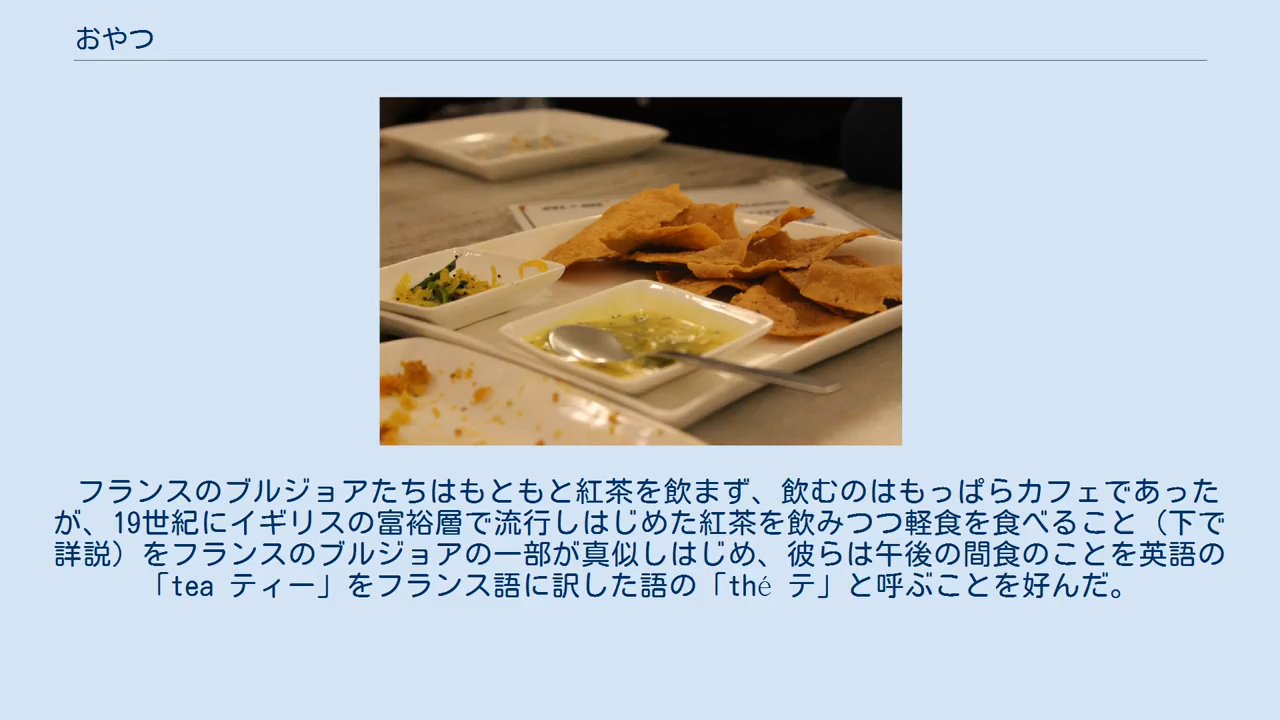 おやつ
フランスのブルジョアたちはもともと紅茶を飲まず、飲むのはもっぱらカフェであった
が、19世紀にイギリスの富裕層で流行しはじめた紅茶を飲みつつ軽食を食べること（下で
詳説）をフランスのブルジョアの一部が真似しはじめ、彼らは午後の間食のことを英語の
「tea ティー」をフランス語に訳した語の「thé テ」と呼ぶことを好んだ。